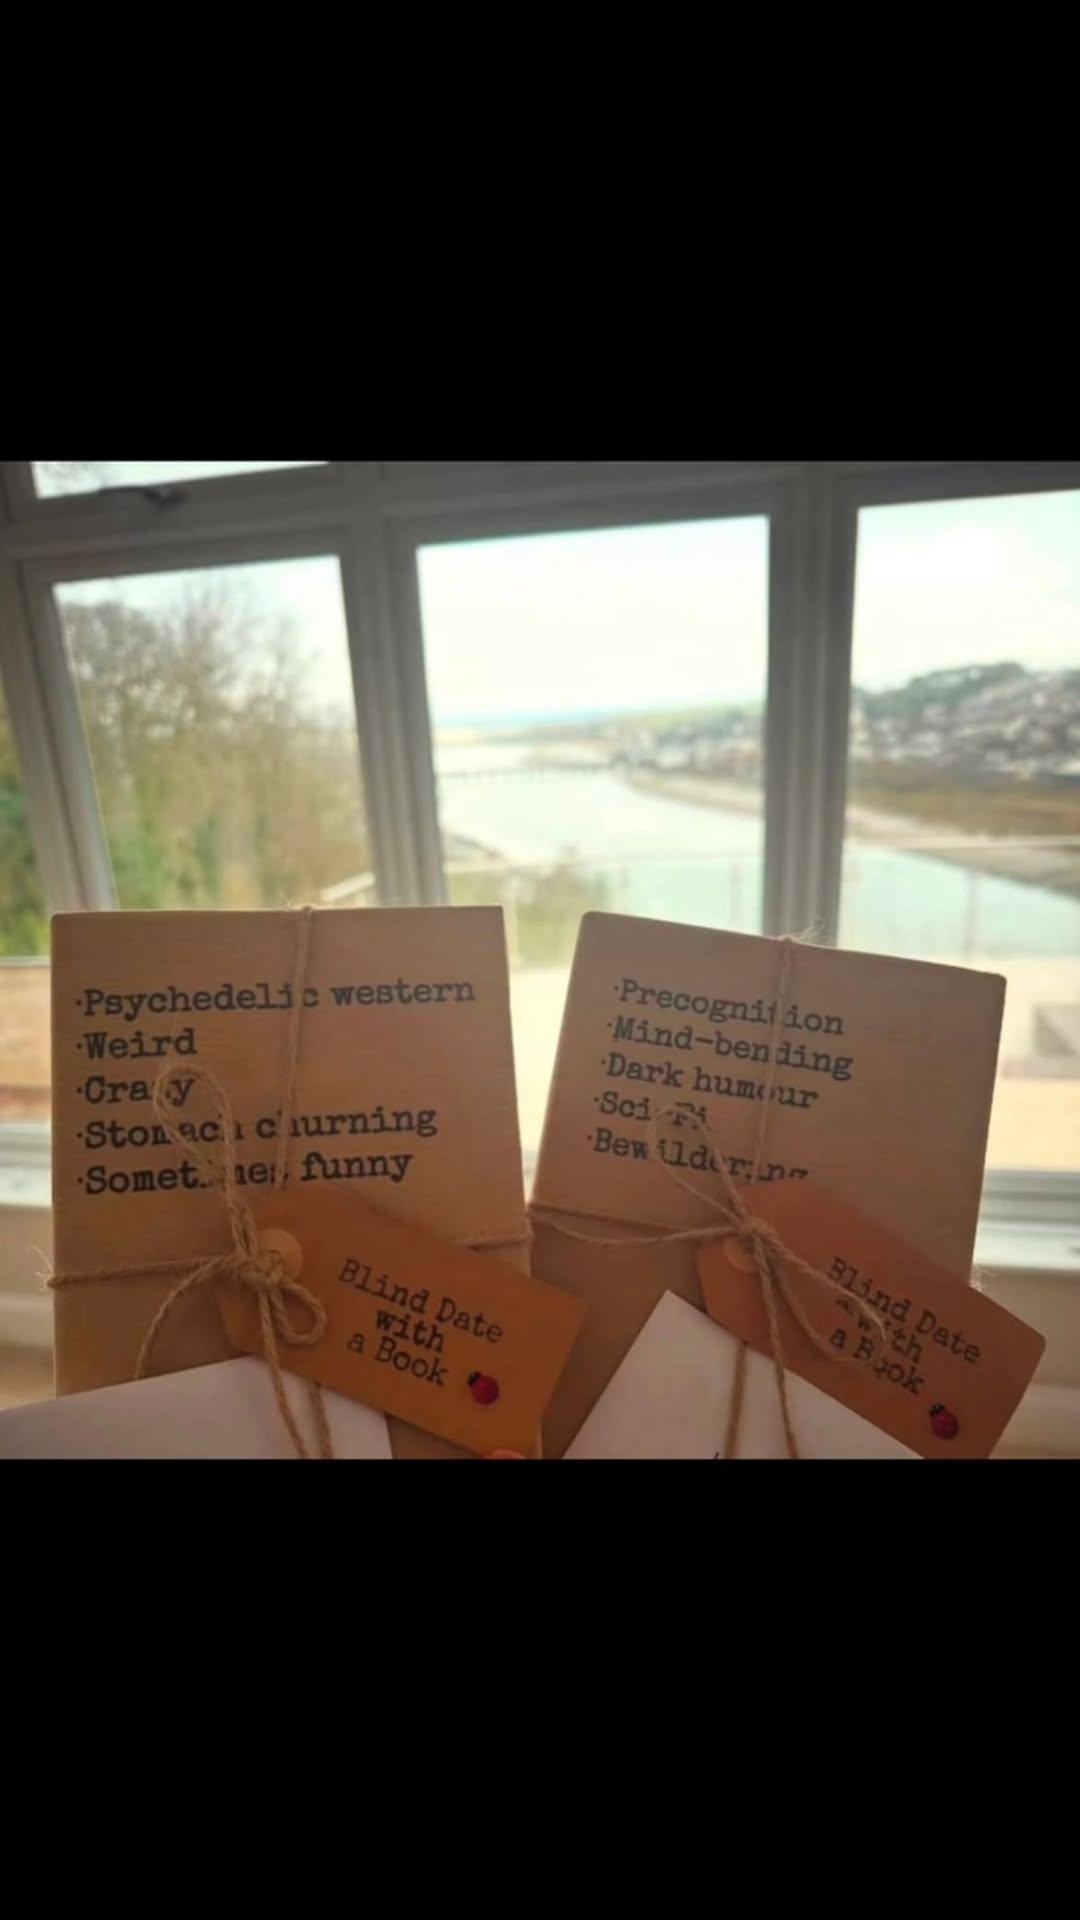 ·Psychedelic western
·Weird
·Crazy
·Stomach churning
·Sometimes funny
Blind Date
with
a Book
·Precognition
·Mind-bending
·Dark humour
·Sci-Fi
·Bewildering
Blind Date
with
a Book